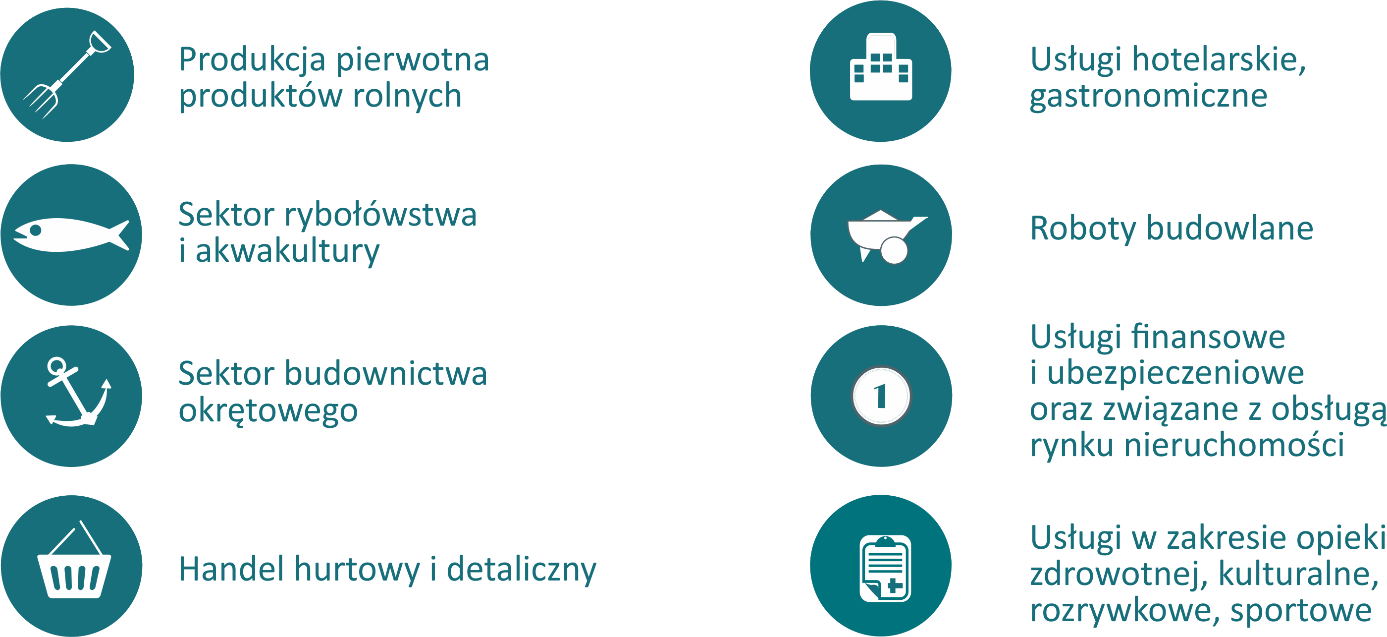 Produkcja pierwotna
produktów rolnych
Sektor rybołówstwa
i akwakultury
Sektor budownictwa
okrętowego
Handel hurtowy i detaliczny
Usługi hotelarskie,
gastronomiczne
Roboty budowlane
1
Usługi finansowe
i ubezpieczeniowe
oraz związane z obsługą
rynku nieruchomości
Usługi w zakresie opieki
zdrowotnej, kulturalne,
rozrywkowe, sportowe